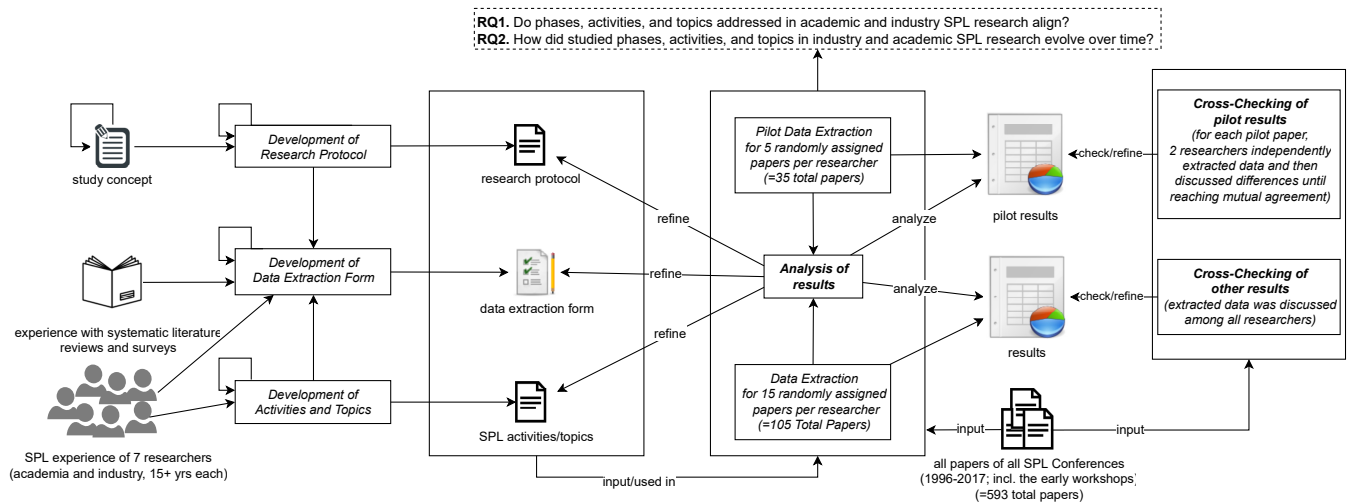 RQ1. Do phases, activities, and topics addressed in academic and industry SPL research align?
RQ2. How did studied phases, activities, and topics in industry and academic SPL research evolve over time?
study concept
Development of
Research Protocol
research protocol
experience with systematic literature
reviews and surveys
Development of
Data Extraction Form
data extraction form
SPL experience of 7 researchers
(academia and industry, 15+ yrs each)
Development of
Activities and Topics
SPL activities/topics
refine
refine
refine
input/used in
Pilot Data Extraction
for 5 randomly assigned
papers per researcher
(=35 total papers)
Analysis of
results
Data Extraction
for 15 randomly assigned
papers per researcher
(=105 Total Papers)
analyze
analyze
pilot results
results
check/refine
check/refine
Cross-Checking of
pilot results
(for each pilot paper,
2 researchers independently
extracted data and then
discussed differences until
reaching mutual agreement)
Cross-Checking of
other results
(extracted data was discussed
among all researchers)
input
input
all papers of all SPL Conferences
(1996-2017; incl. the early workshops)
(=593 total papers)